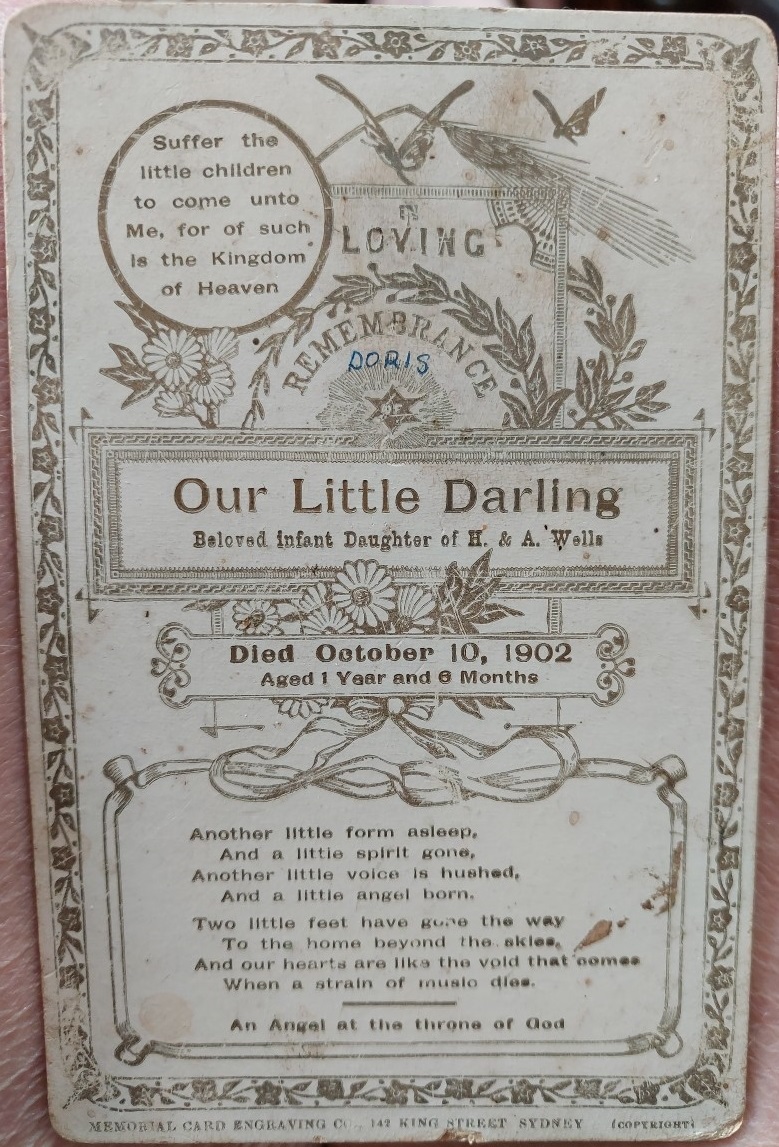 Suffer the
little children
to come unto
Me, for of such
is the Kingdom
of Heaven
IN
LOVING
REMEMBRANCE
DORIS
OF
Our Little Darling
Beloved infant Daughter of H. & A. Wells
Died October 10, 1902
Aged 1 Year and 6 Months
Another little form asleep,
And a little spirit gone,
Another little voice is hushed,
And a little angel born.
Two little feet have gone the way
To the home beyond the skies,
And our hearts are like the void that comes
When a strain of music dies.
An Angel at the throne of God
MEMORIAL CARD ENGRAVING CO., 142 KING STREET SYDNEY (COPYRIGHT)